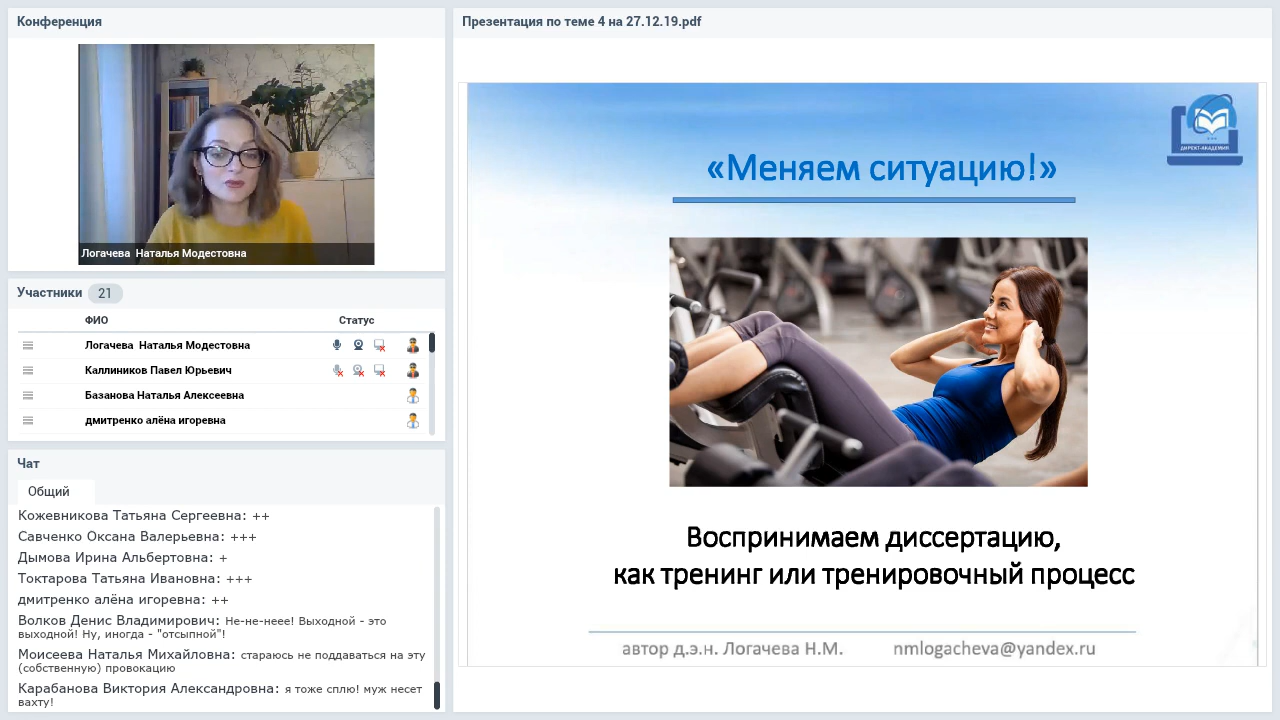 Конференция
Логачева Наталья Модестовна
Участники 21
ФИО Статус
Логачева Наталья Модестовна
Каллиников Павел Юрьевич
Базанова Наталья Алексеевна
дмитренко алёна игоревна
Чат
Общий
Кожевникова Татьяна Сергеевна: ++
Савченко Оксана Валерьевна: +++
Дымова Ирина Альбертовна: +
Токтарова Татьяна Ивановна: +++
дмитренко алёна игоревна: ++
Волков Денис Владимирович: Не-не-неее! Выходной - это
выходной! Ну, иногда - "отсыпной"!
Моисеева Наталья Михайловна: стараюсь не поддаваться на эту
(собственную) провокацию
Карабанова Виктория Александровна: я тоже сплю! муж несет
вахту!
Презентация по теме 4 на 27.12.19.pdf
ДИРЕКТ-АКАДЕМИЯ
«Меняем ситуацию!»
Воспринимаем диссертацию,
как тренинг или тренировочный процесс
автор д.э.н. Логачева Н.М. nmlogacheva@yandex.ru